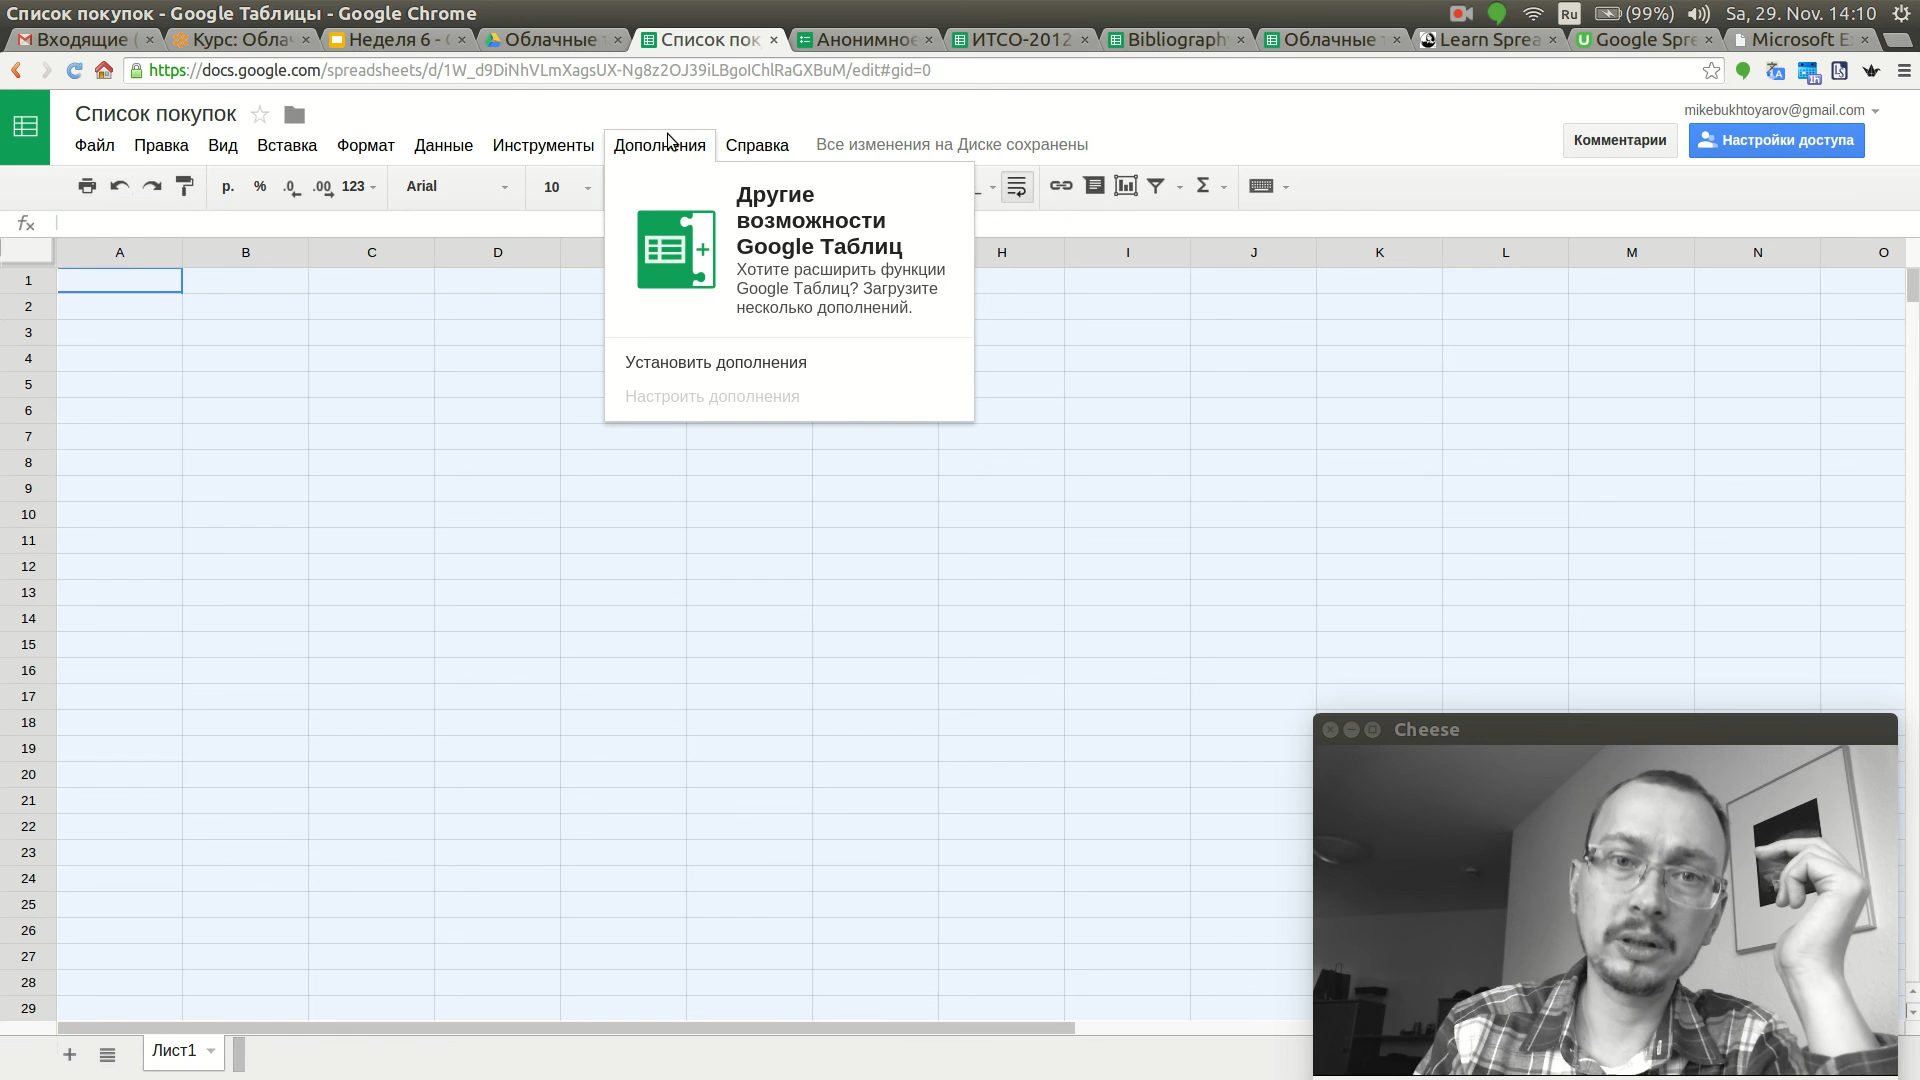 Список покупок - Google Таблицы - Google Chrome
Ru
(99%)
Sa, 29. Nov. 14:10
Входящие (
Курс: Обла
Неделя 6 -
Облачные
Список пок
Анонимно
ИТСО-2012
Bibliograph
Облачные
Learn Sprea
Google Spre
Microsoft E
https://docs.google.com/spreadsheets/d/1W_d9DiNhVLmXagsUX-Ng8z2OJ39iLBgoIChlRaGXBuM/edit#gid=0
Список покупок
mikebukhtoyarov@gmail.com
Файл Правка Вид Вставка Формат Данные Инструменты Дополнения Справка Все изменения на Диске сохранены
Комментарии
Настройки доступа
р. % .0 .00 123 Arial 10
Другие
возможности
Google Таблиц
Хотите расширить функции
Google Таблиц? Загрузите
несколько дополнений.
Установить дополнения
Настроить дополнения
fx
A B C D H I J K L M N O
1
2
3
4
5
6
7
8
9
10
11
12
13
14
15
16
17
18
19
20
21
22
23
24
25
26
27
28
29
Cheese
Лист1